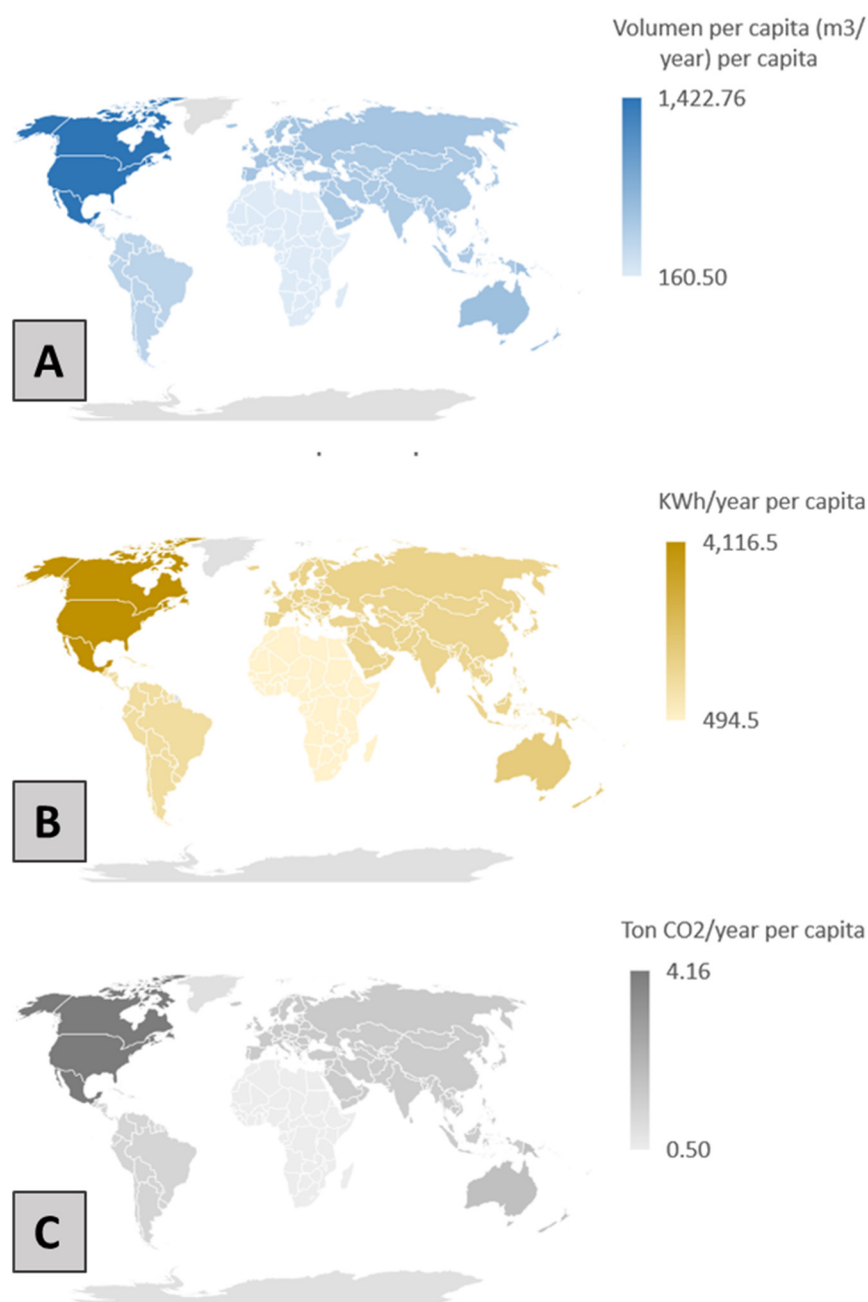 Volumen per capita (m3/
year) per capita
1,422.76
160.50
A
KWh/year per capita
4,116.5
494.5
B
Ton CO2/year per capita
4.16
0.50
C